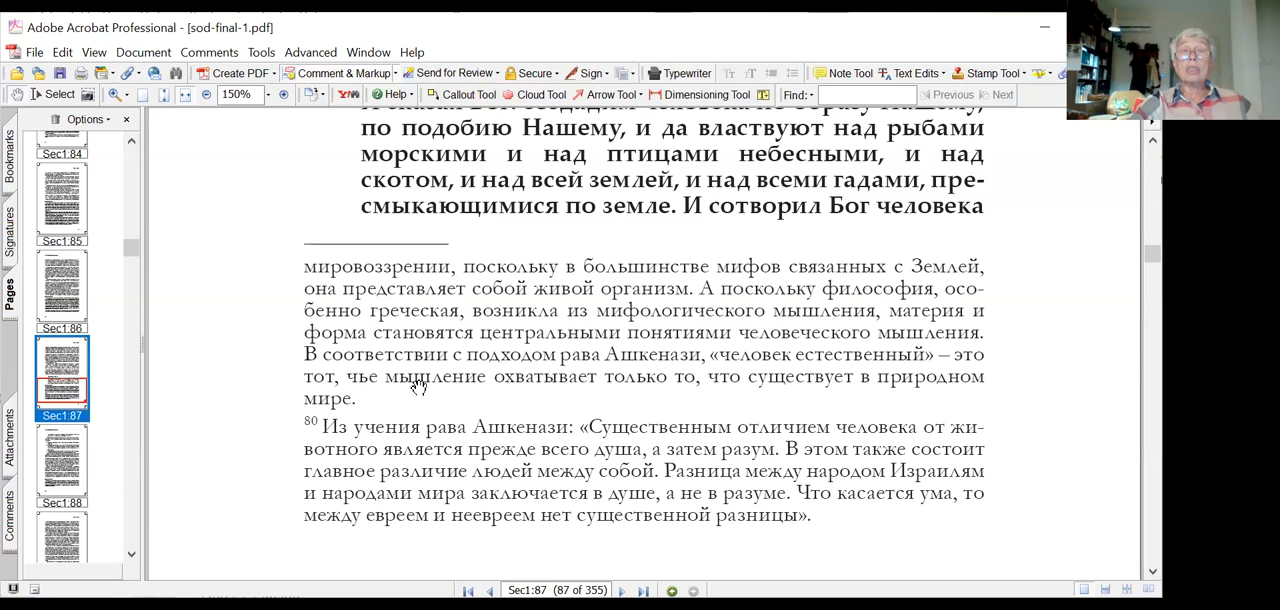 Adobe Acrobat Professional - [sod-final-1.pdf]
File Edit View Document Comments Tools Advanced Window Help
Create PDF Comment & Markup Send for Review Secure Sign Typewriter Note Tool Text Edits Stamp Tool
Select 150% Help Callout Tool Cloud Tool Arrow Tool Dimensioning Tool Find: Previous Next
Options
Bookmarks
Signatures
Pages
Attachments
Comments
Sec1:84
Sec1:85
Sec1:86
Sec1:87
Sec1:88
по подобию Нашему, и да властвуют над рыбами
морскими и над птицами небесными, и над
скотом, и над всей землей, и над всеми гадами, пре-
смыкающимися по земле. И сотворил Бог человека
мировоззрении, поскольку в большинстве мифов связанных с Землей,
она представляет собой живой организм. А поскольку философия, осо-
бенно греческая, возникла из мифологического мышления, материя и
форма становятся центральными понятиями человеческого мышления.
В соответствии с подходом рава Ашкенази, «человек естественный» – это
тот, чье мышление охватывает только то, что существует в природном
мире.
80 Из учения рава Ашкенази: «Существенным отличием человека от жи-
вотного является прежде всего душа, а затем разум. В этом также состоит
главное различие людей между собой. Разница между народом Израилям
и народами мира заключается в душе, а не в разуме. Что касается ума, то
между евреем и неевреем нет существенной разницы».
Sec1:87 (87 of 355)